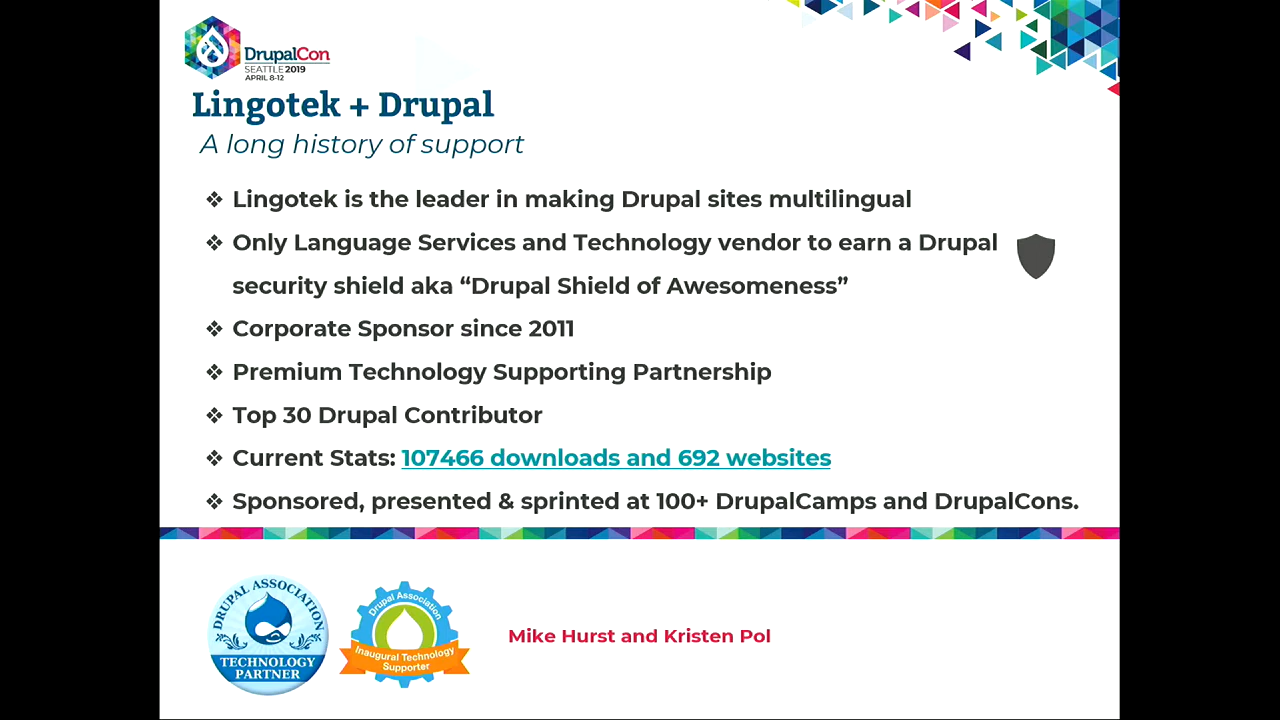 DrupalCon
SEATTLE 2019
APRIL 8-12
Lingotek + Drupal
A long history of support
❖ Lingotek is the leader in making Drupal sites multilingual
❖ Only Language Services and Technology vendor to earn a Drupal
security shield aka “Drupal Shield of Awesomeness”
❖ Corporate Sponsor since 2011
❖ Premium Technology Supporting Partnership
❖ Top 30 Drupal Contributor
❖ Current Stats: 107466 downloads and 692 websites
❖ Sponsored, presented & sprinted at 100+ DrupalCamps and DrupalCons.
DRUPAL ASSOCIATION
TECHNOLOGY
PARTNER
Drupal Association
Inaugural Technology
Supporter
Mike Hurst and Kristen Pol